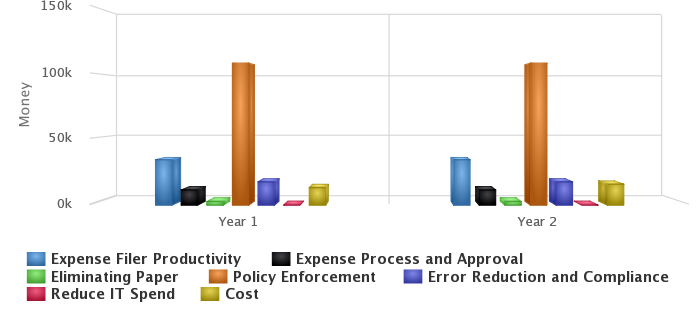 150k
100k
50k
0k
Money
Year 1 Year 2
Expense Filer Productivity Expense Process and Approval
Eliminating Paper Policy Enforcement Error Reduction and Compliance
Reduce IT Spend Cost